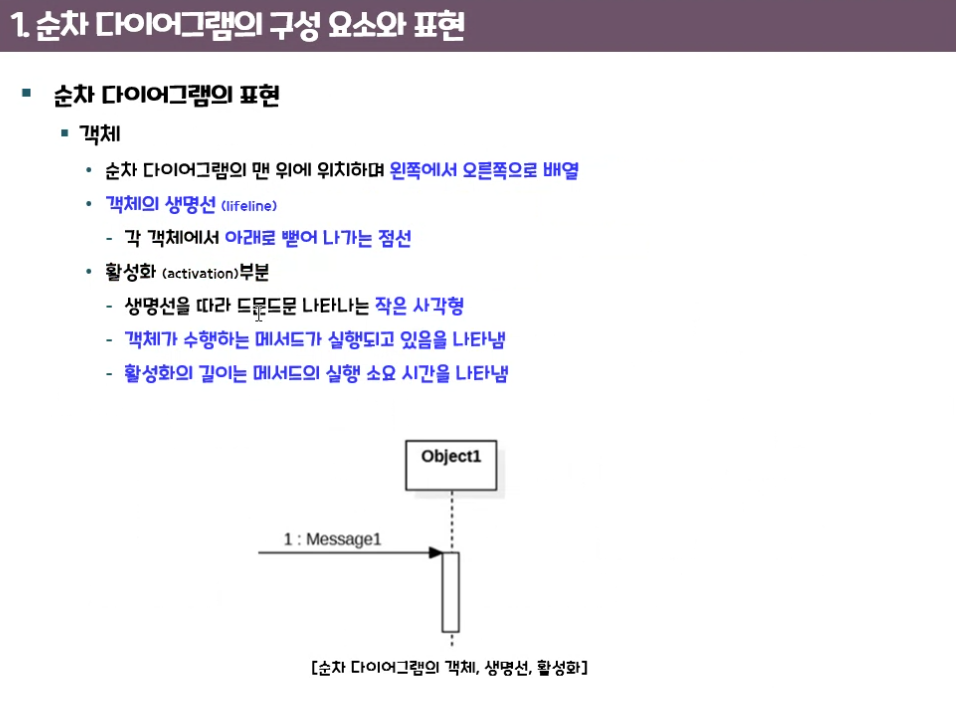 1. 순차 다이어그램의 구성 요소와 표현
순차 다이어그램의 표현
객체
순차 다이어그램의 맨 위에 위치하며 왼쪽에서 오른쪽으로 배열
객체의 생명선 (lifeline)
- 각 객체에서 아래로 뻗어 나가는 점선
활성화 (activation)부분
- 생명선을 따라 드문드문 나타나는 작은 사각형
- 객체가 수행하는 메서드가 실행되고 있음을 나타냄
- 활성화의 길이는 메서드의 실행 소요 시간을 나타냄
Object1
1 : Message1
[순차 다이어그램의 객체, 생명선, 활성화]